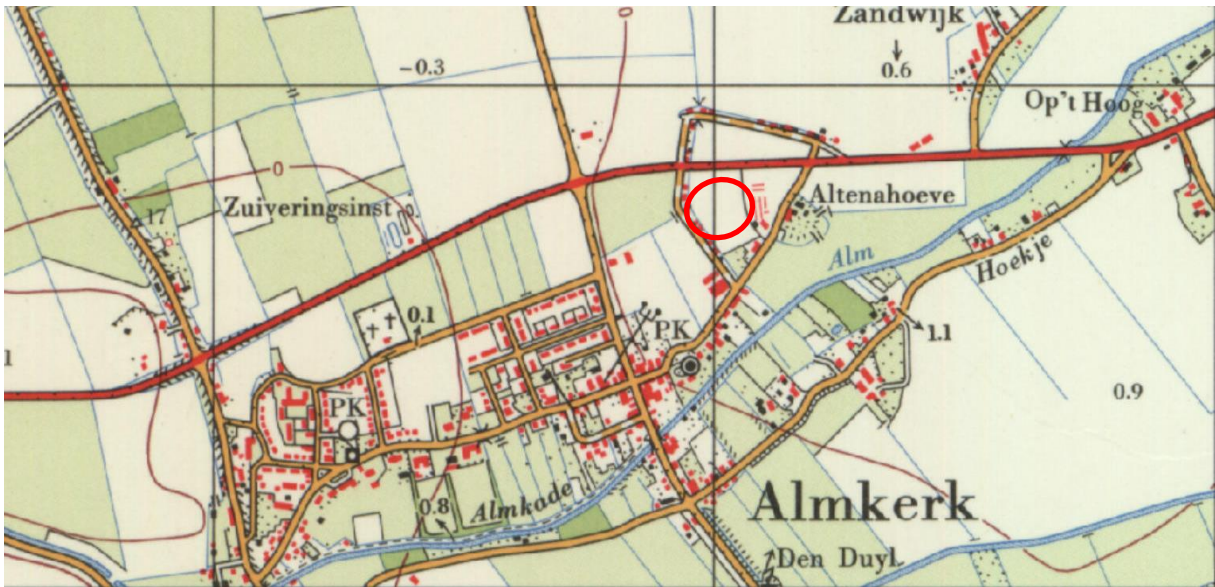 Zandwijk
0
-0.3
0.6
Op't Hoog
0
17
Zuiveringsinst.
Altenahoeve
Alm
Hoekje
0.1
PK
1.1
1
PK
0.9
Almkade
0.8
Almkerk
Den Duyl